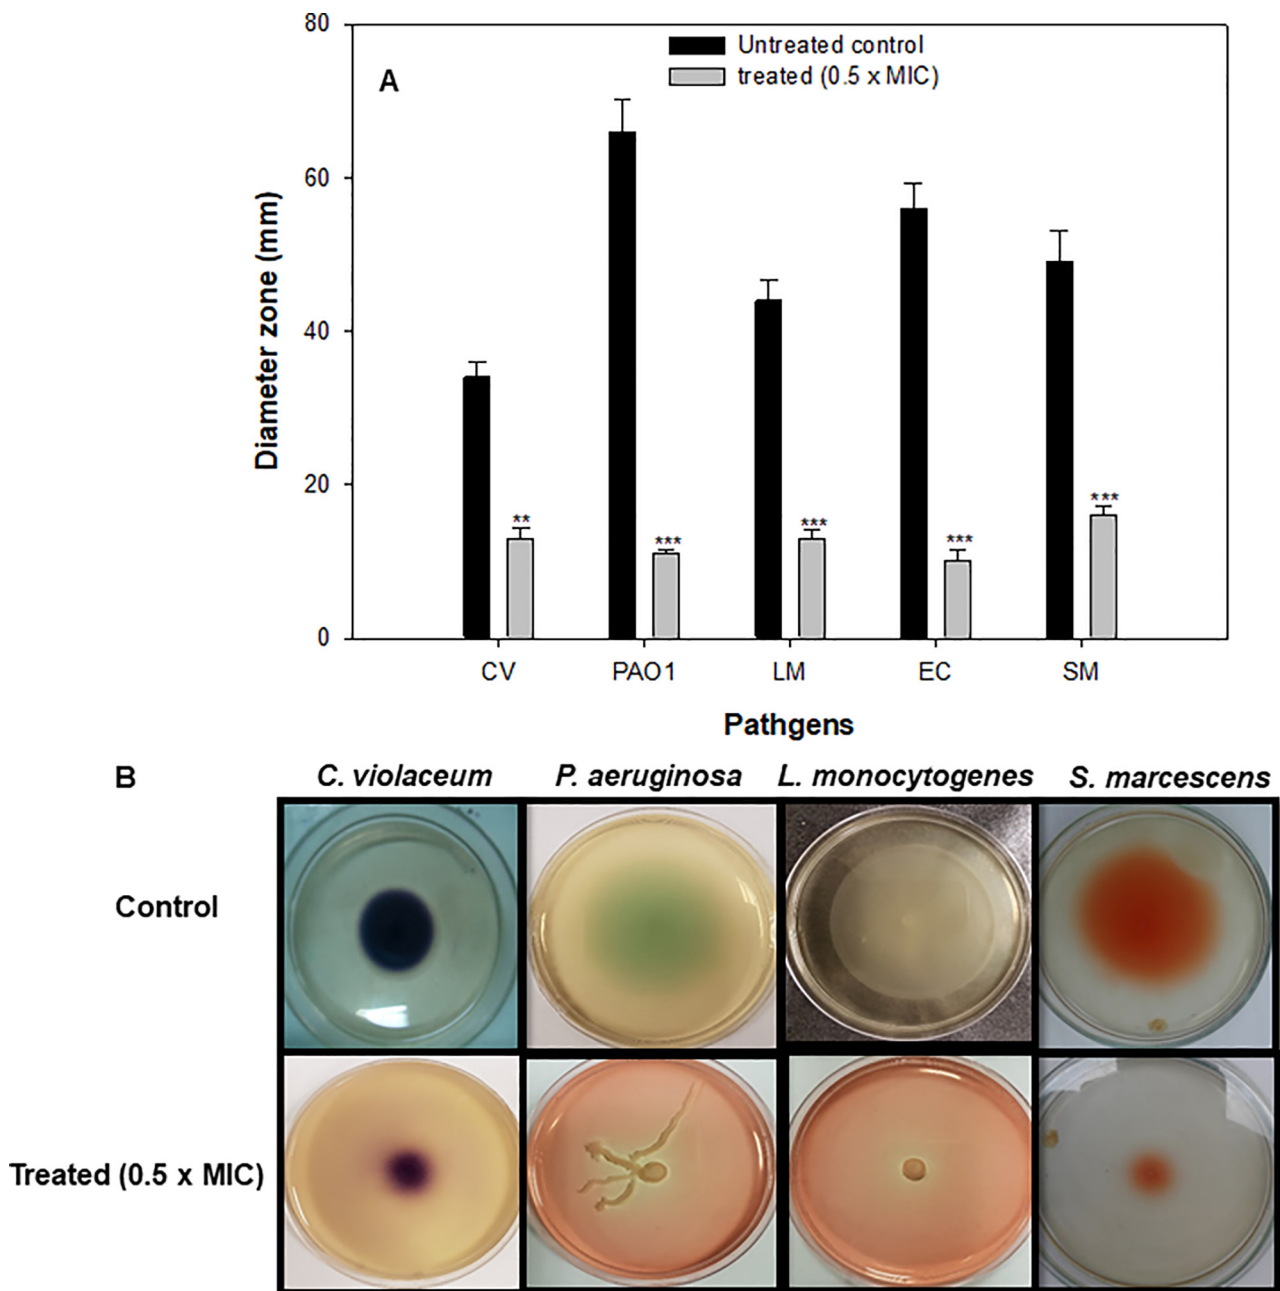 80
A
Untreated control
treated (0.5 x MIC)
60
40
20
0
Diameter zone (mm)
**
***
***
***
***
CV PAO1 LM EC SM
Pathgens
B
C. violaceum P. aeruginosa L. monocytogenes S. marcescens
Control
Treated (0.5 x MIC)